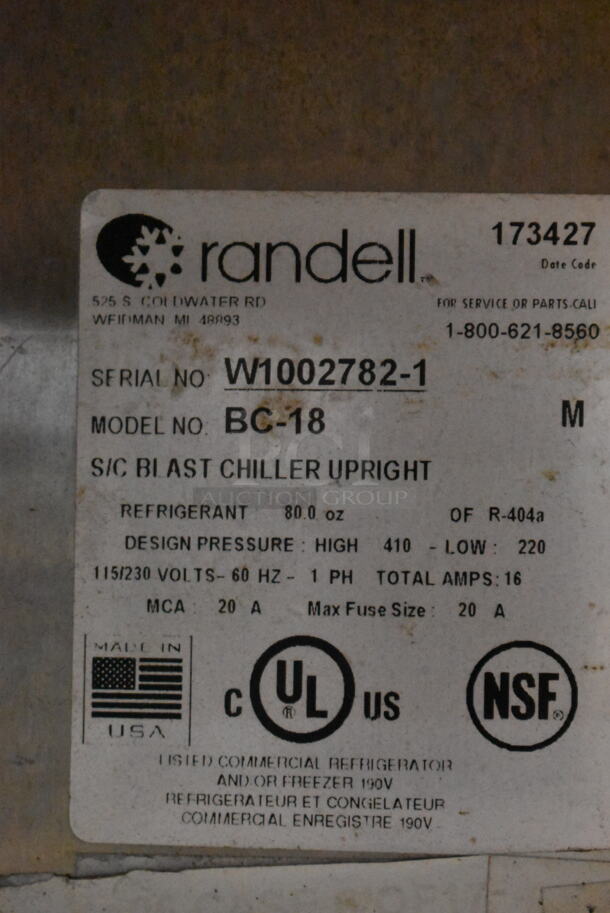 randell
173427
Date Code
525 S. COLDWATER RD
WEIDMAN MI 48893
FOR SERVICE OR PARTS CALL
1-800-621-8560
SERIAL NO: W1002782-1
MODEL NO. BC-18
M
S/C BLAST CHILLER UPRIGHT
AUCTION GROUP
REFRIGERANT 80.0 oz OF R-404a
DESIGN PRESSURE : HIGH 410 - LOW : 220
115/230 VOLTS- 60 HZ - 1 PH TOTAL AMPS: 16
MCA : 20 A Max Fuse Size : 20 A
MADE IN
USA
C UL ® US
NSF®
LISTED COMMERCIAL REFRIGERATOR
AND/OR FREEZER 190V
REFRIGERATEUR ET CONGELATEUR
COMMERCIAL ENREGISTRE 190V